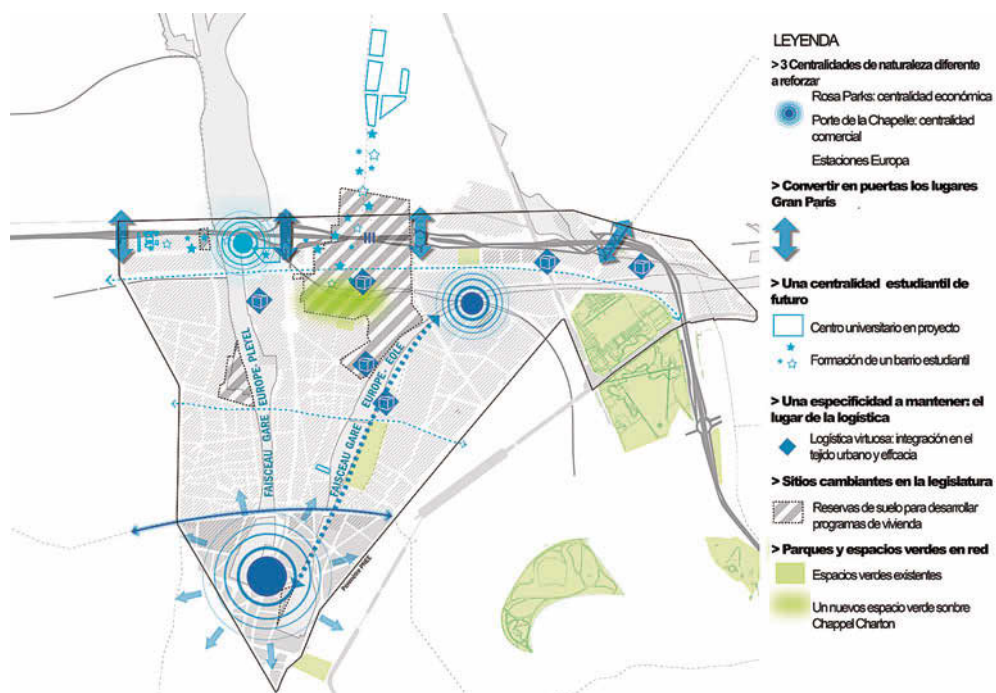 LEYENDA
> 3 Centralidades de naturaleza diferente
a reforzar
Rosa Parks: centralidad económica
Porte de la Chapelle: centralidad
comercial
Estaciones Europa
> Convertir en puertas los lugares
Gran París
> Una centralidad estudiantil de
futuro
Centro universitario en proyecto
Formación de un barrio estudiantil
> Una especificidad a mantener: el
lugar de la logística
Logística virtuosa: integración en el
tejido urbano y effcacia
> Sitios cambiantes en la legislatura
Reservas de suelo para desarrollar
programas de vivienda
> Parques y espacios verdes en red
Espacios verdes existentes
Un nuevos espacio verde sonbre
Chappel Charton
FAISCEAU GARE EUROPE-PLEYEL
FAISCEAU GARE EUROPE- EOLE
Périmètre PNEE